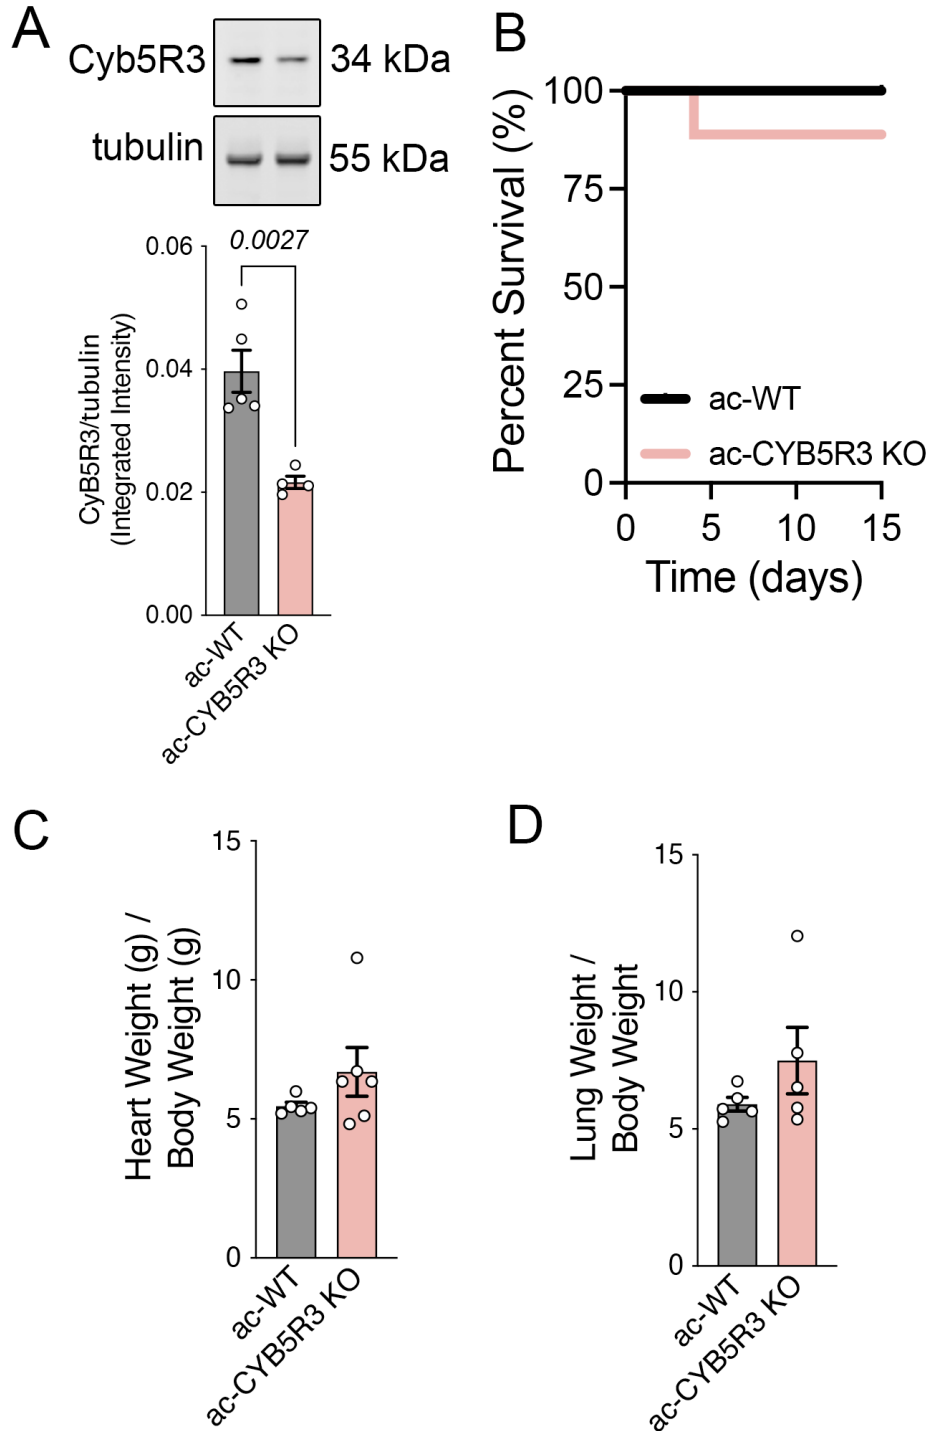 A
Cyb5R3
34 kDa
tubulin
55 kDa
0.0027
0.06
0.04
0.02
0.00
CyB5R3/tubulin
(Integrated Intensity)
ac-WT
ac-CYB5R3 KO
B
Percent Survival (%)
100
75
50
25
0
ac-WT
ac-CYB5R3 KO
0 5 10 15
Time (days)
C
Heart Weight (g) /
Body Weight (g)
15
10
5
0
ac-WT
ac-CYB5R3 KO
D
Lung Weight /
Body Weight
15
10
5
0
ac-WT
ac-CYB5R3 KO